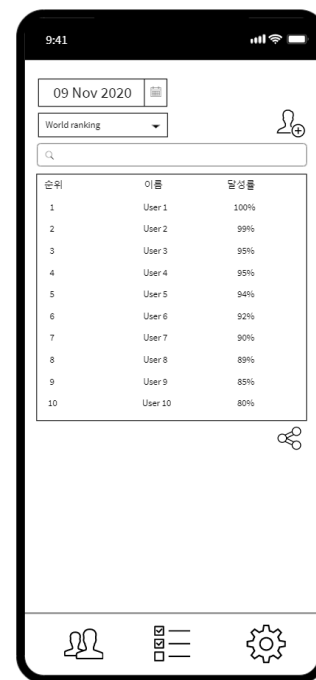 9:41
09 Nov 2020
World ranking
순위 이름 달성률
1 User 1 100%
2 User 2 99%
3 User 3 95%
4 User 4 95%
5 User 5 94%
6 User 6 92%
7 User 7 90%
8 User 8 89%
9 User 9 85%
10 User 10 80%